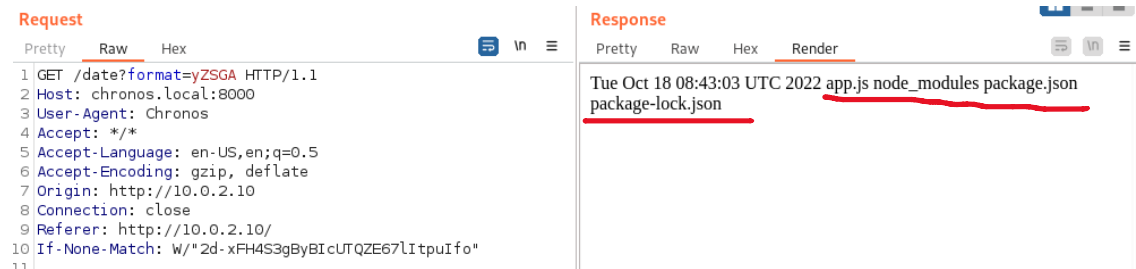 Request
Pretty Raw Hex \n
1 GET /date?format=yZSGA HTTP/1.1
2 Host: chronos.local:8000
3 User-Agent: Chronos
4 Accept: */*
5 Accept-Language: en-US,en;q=0.5
6 Accept-Encoding: gzip, deflate
7 Origin: http://10.0.2.10
8 Connection: close
9 Referer: http://10.0.2.10/
10 If-None-Match: W/"2d-xFH4S3gByBIcUTQZE67lItpuIfo"
11
Response
Pretty Raw Hex Render \n
Tue Oct 18 08:43:03 UTC 2022 app.js node_modules package.json
package-lock.json